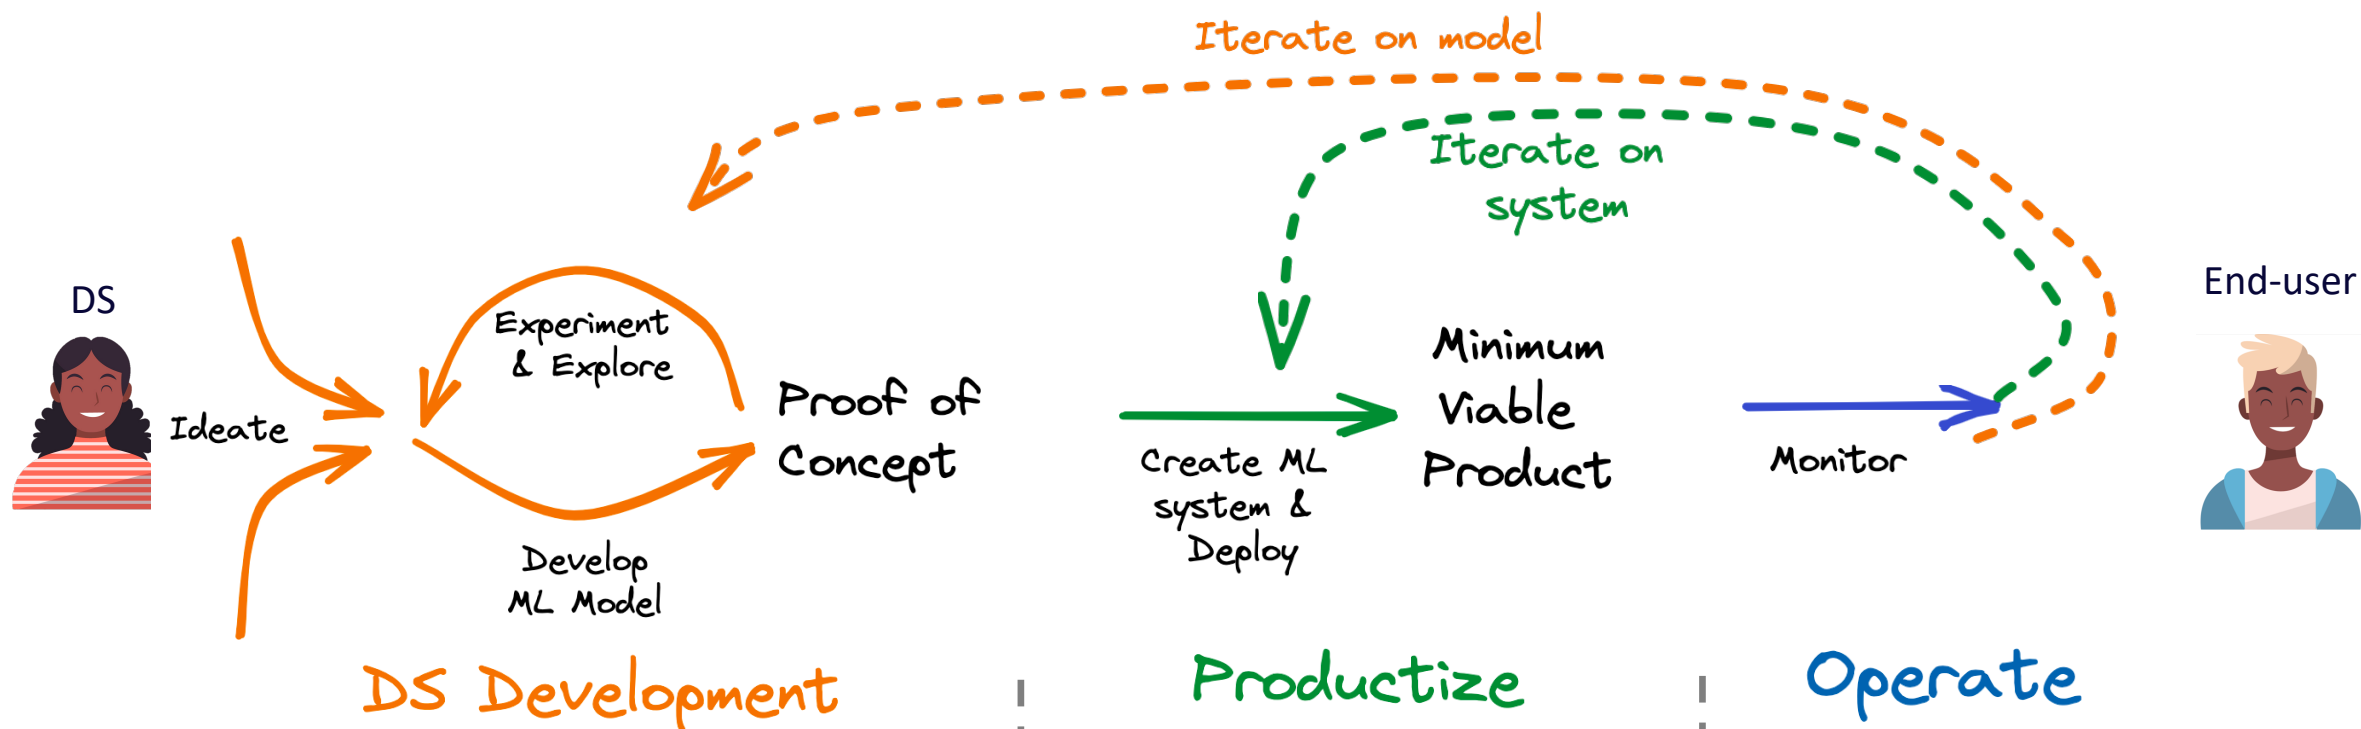 Iterate on model
Iterate on
system
DS
End-user
Experiment
& Explore
Ideate
Proof of
Concept
Develop
ML Model
Create ML
system &
Deploy
Minimum
Viable
Product
Monitor
DS Development
Productize
Operate